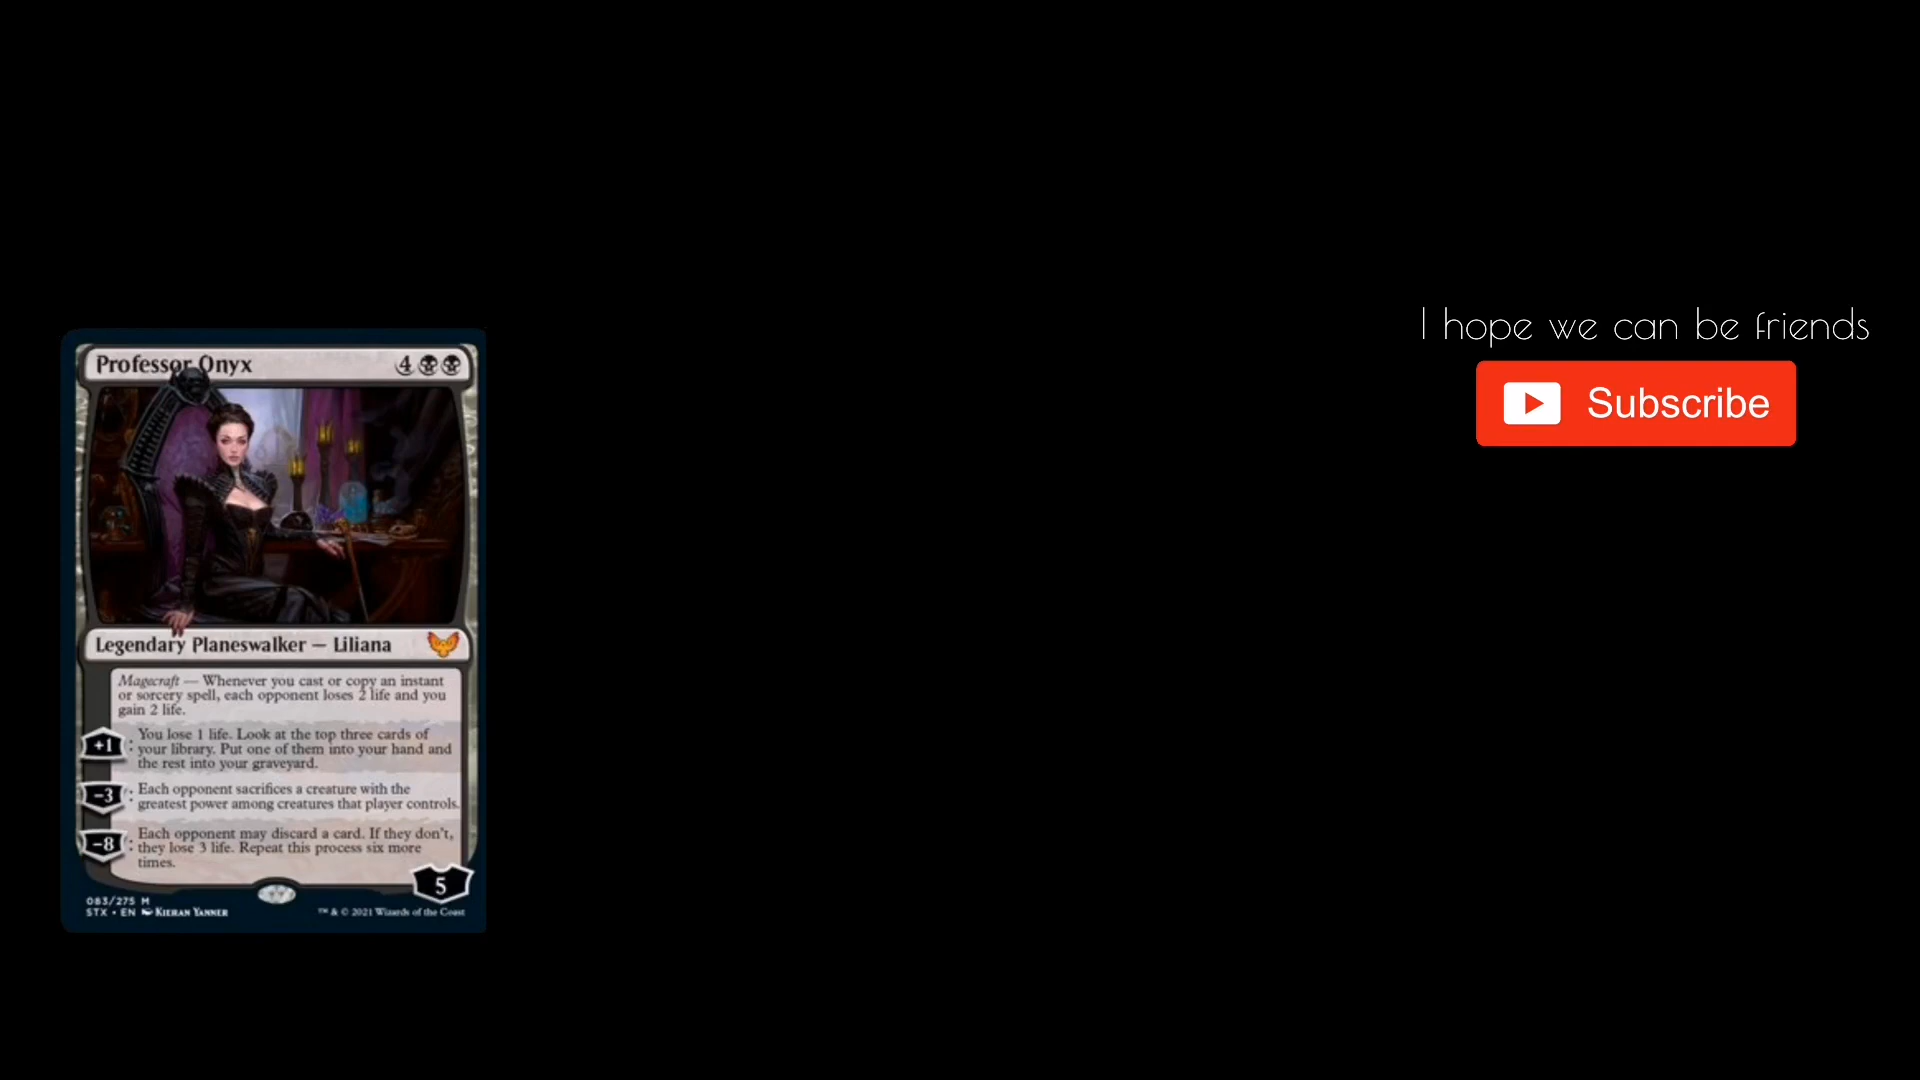 Professor Onyx 4
Legendary Planeswalker — Liliana
Magecraft — Whenever you cast or copy an instant
or sorcery spell, each opponent loses 2 life and you
gain 2 life.
+1: You lose 1 life. Look at the top three cards of
your library. Put one of them into your hand and
the rest into your graveyard.
−3: Each opponent sacrifices a creature with the
greatest power among creatures that player controls.
−8: Each opponent may discard a card. If they don't,
they lose 3 life. Repeat this process six more
times.
5
083/275 M
STX • EN Kieran Yanner
™ & © 2021 Wizards of the Coast
I hope we can be friends
Subscribe